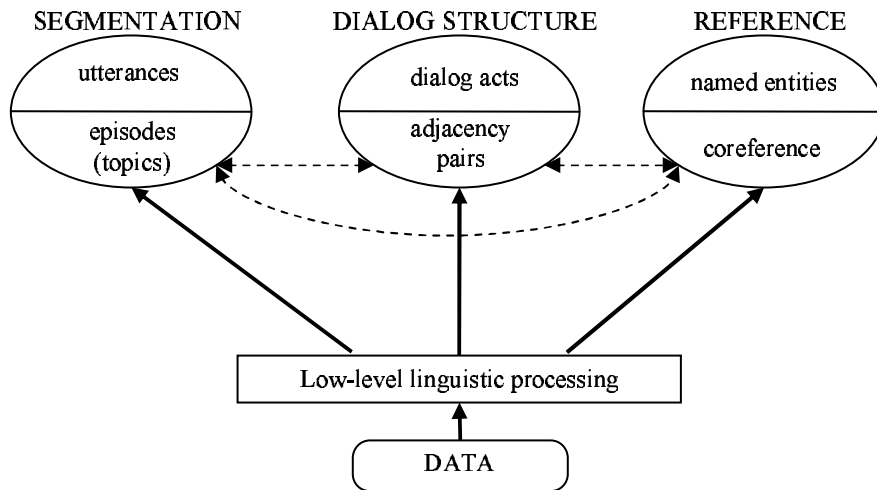 SEGMENTATION
DIALOG STRUCTURE
REFERENCE
utterances
episodes
(topics)
dialog acts
adjacency
pairs
named entities
coreference
Low-level linguistic processing
DATA